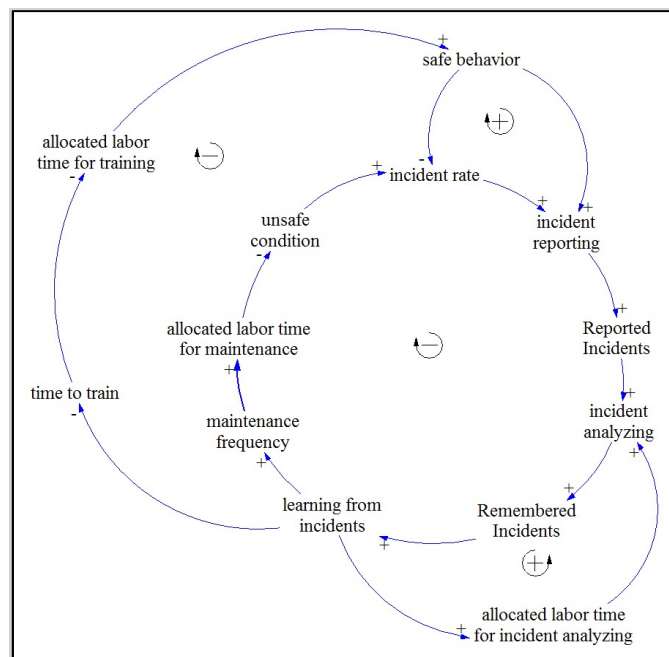 safe behavior
allocated labor
time for training
incident rate
unsafe
condition
incident
reporting
allocated labor time
for maintenance
Reported
Incidents
time to train
maintenance
frequency
incident
analyzing
learning from
incidents
Remembered
Incidents
allocated labor time
for incident analyzing